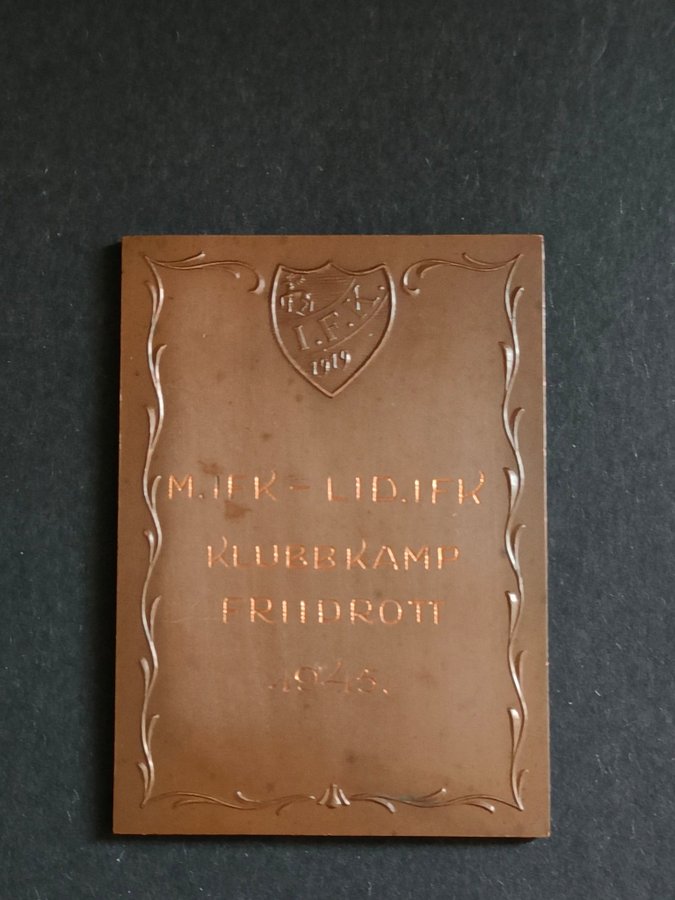 I.F.K.
1919
M.IFK - LID.IFK
KLUBBKAMP
FRIIDROTT
1945.